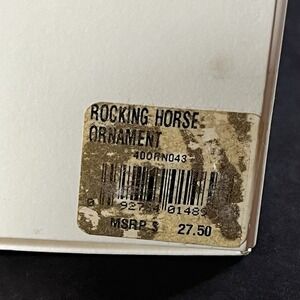 ROCKING HORSE
ORNAMENT
400RN043
MSRP $ 27.50